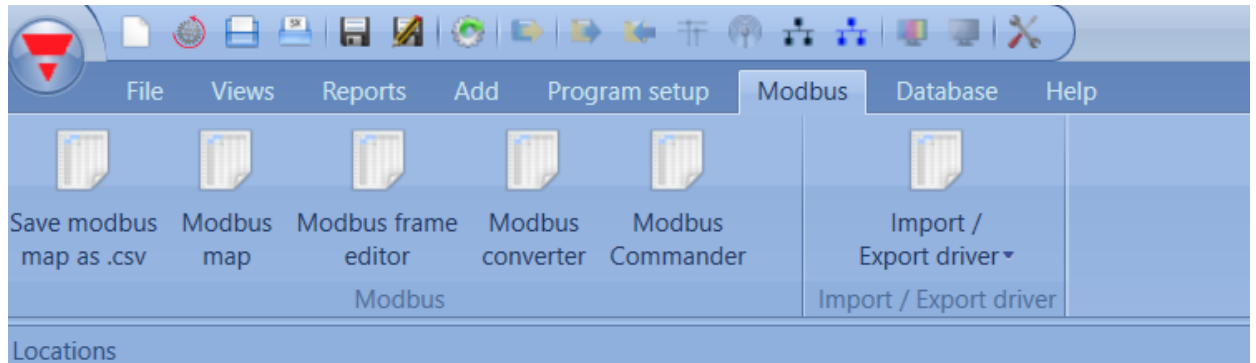 File Views Reports Add Program setup Modbus Database Help
Save modbus Modbus Modbus frame Modbus Modbus Import /
map as .csv map editor converter Commander Export driver
Modbus Import / Export driver
Locations